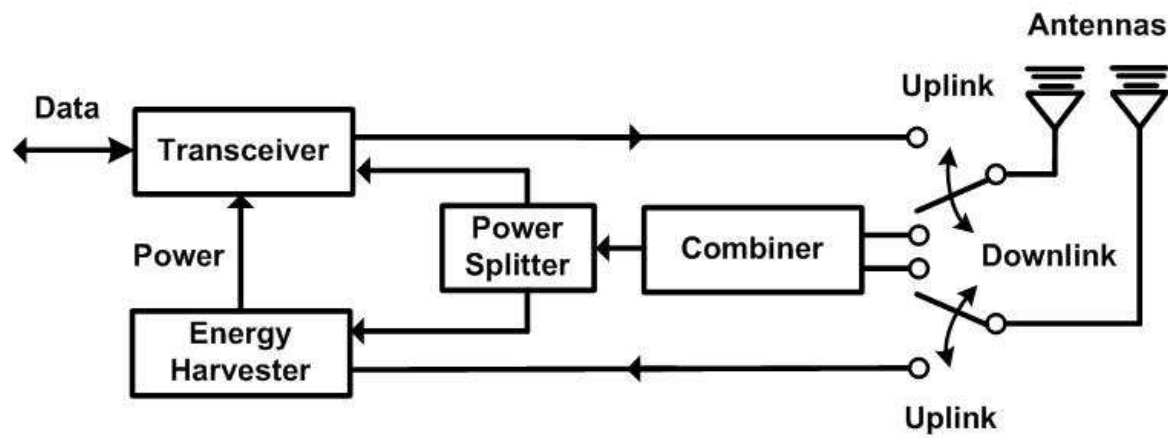 Antennas
Uplink
Data
Transceiver
Power
Splitter
Combiner
Downlink
Power
Energy
Harvester
Uplink